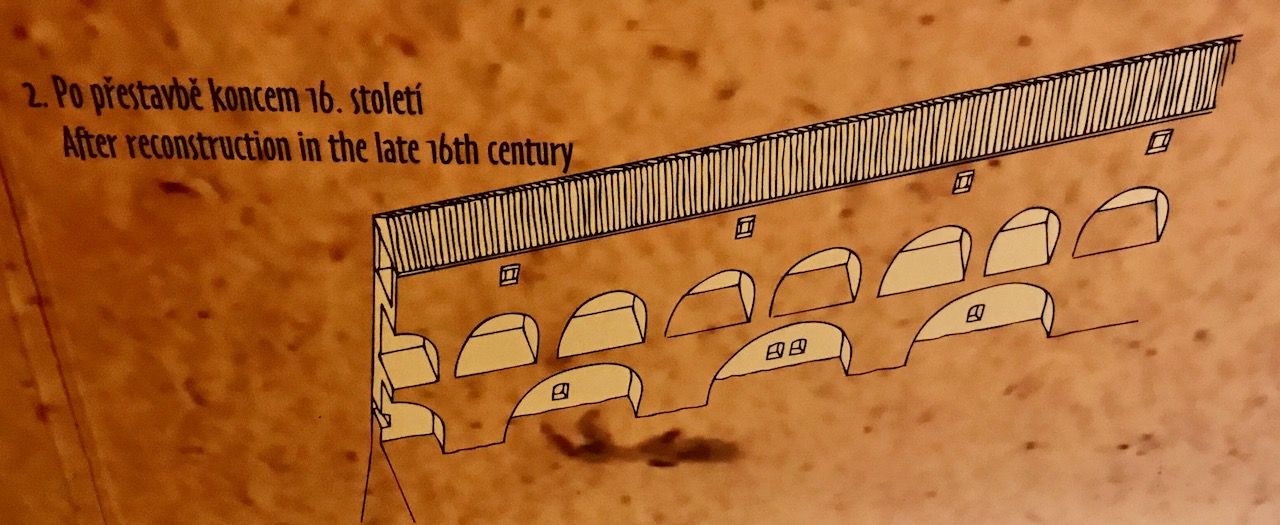 2. Po přestavbě koncem 16. století
After reconstruction in the late 16th century